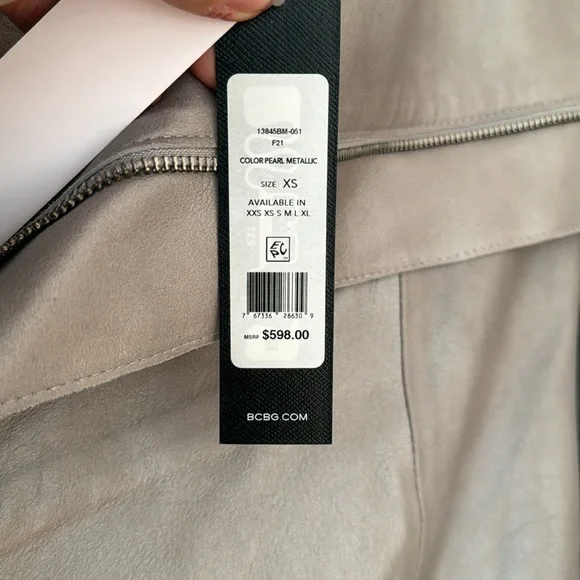 13845BM-051
F21
COLOR PEARL METALLIC
SIZE XS
AVAILABLE IN
XXS XS S M L XL
EPC
7 67336 28630 9
MSRP $598.00
BCBG.COM